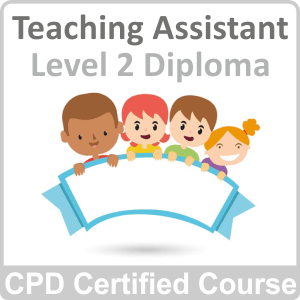 Teaching Assistant
Level 2 Diploma
CPD Certified Course